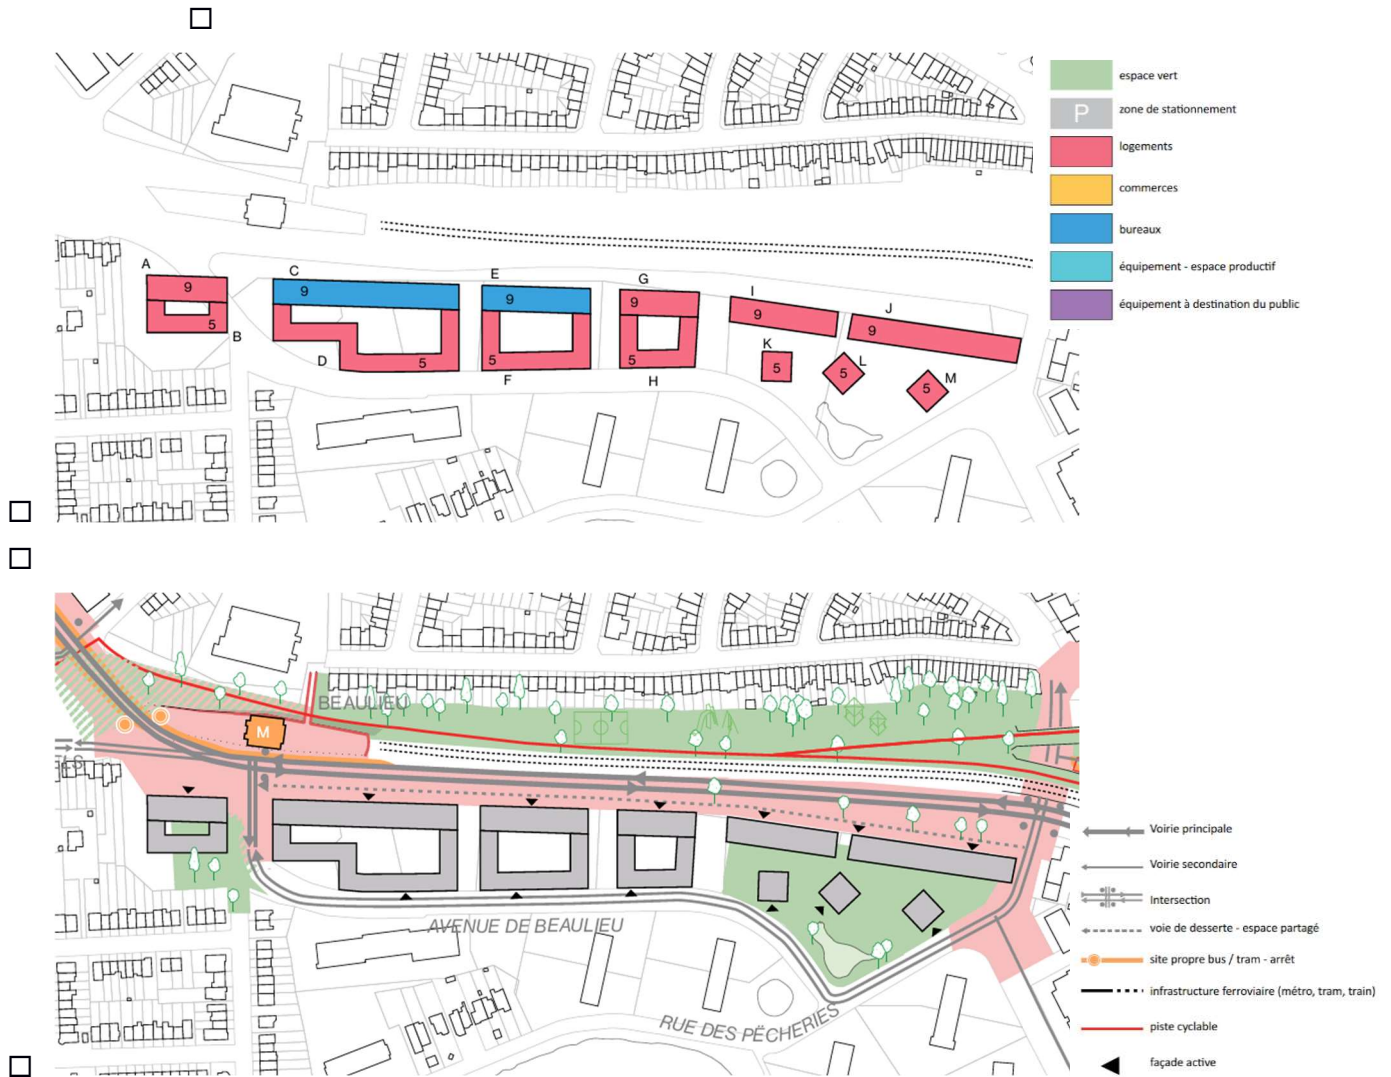 espace vert
P zone de stationnement
logements
commerces
bureaux
équipement - espace productif
équipement à destination du public
A
9
5
B
C
9
D
5
E
9
5
F
G
9
5
H
I
9
J
9
K
5
L
5
M
5
BEAULIEU
M
AVENUE DE BEAULIEU
RUE DES PÊCHERIES
Voirie principale
Voirie secondaire
Intersection
voie de desserte - espace partagé
site propre bus / tram - arrêt
infrastructure ferroviaire (métro, tram, train)
piste cyclable
façade active